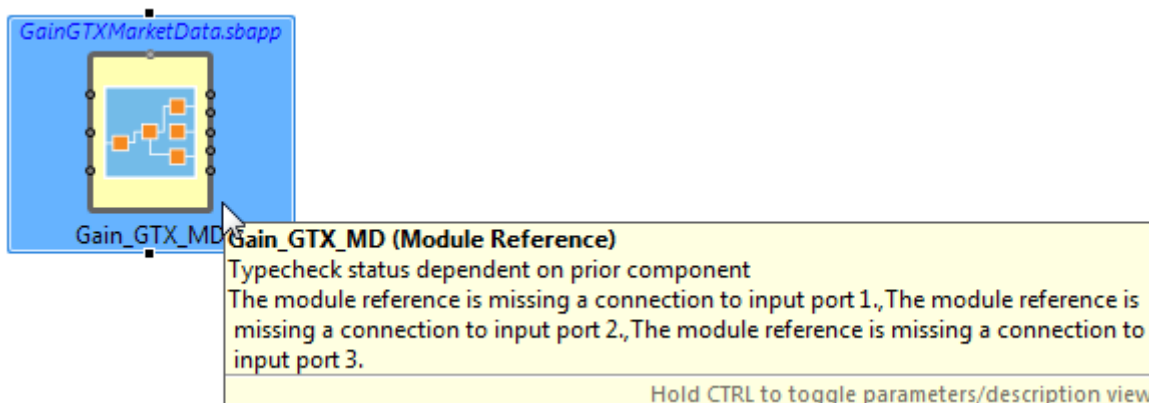 GainGTXMarketData.sbapp
Gain_GTX_MD
Gain_GTX_MD (Module Reference)
Typecheck status dependent on prior component
The module reference is missing a connection to input port 1.,The module reference is
missing a connection to input port 2.,The module reference is missing a connection to
input port 3.
Hold CTRL to toggle parameters/description view